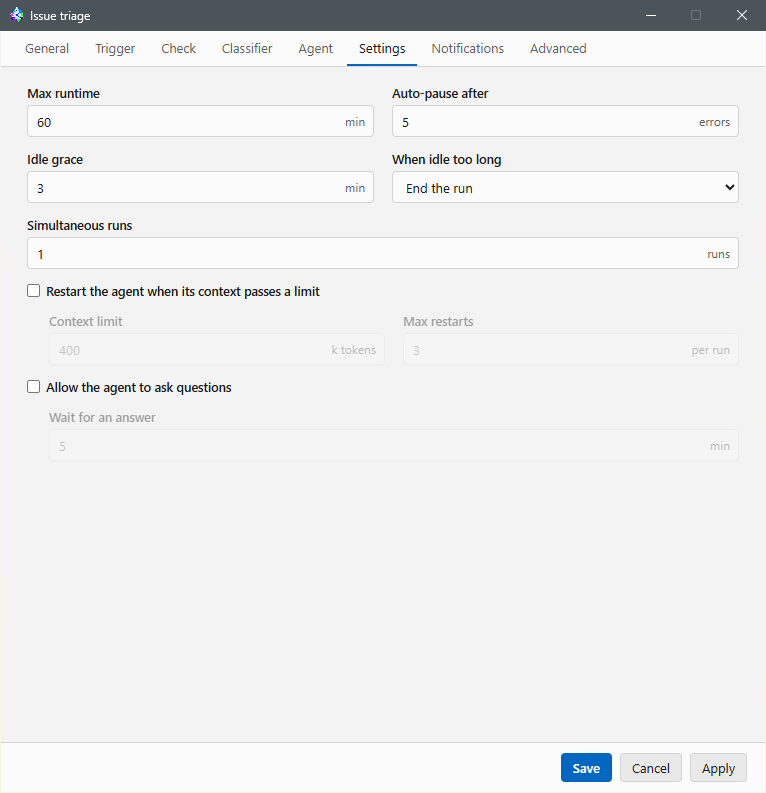 Issue triage
General Trigger Check Classifier Agent Settings Notifications Advanced
Max runtime Auto-pause after
60 min 5 errors
Idle grace When idle too long
3 min End the run
Simultaneous runs
1 runs
Restart the agent when its context passes a limit
Context limit Max restarts
400 k tokens 3 per run
Allow the agent to ask questions
Wait for an answer
5 min
Save Cancel Apply